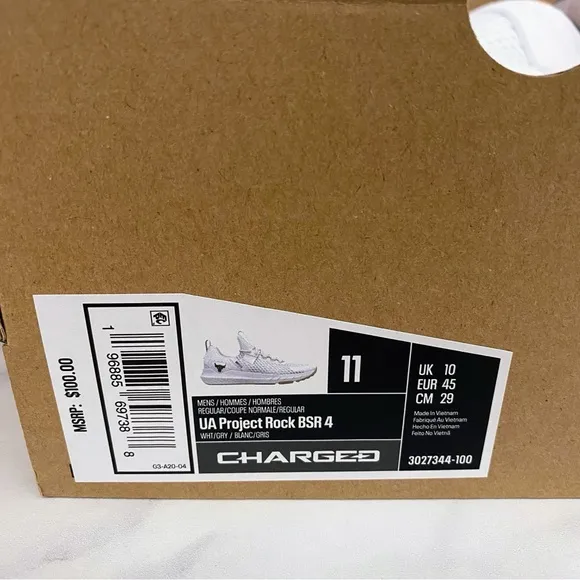 MSRP: $100.00
1 96885 69738 8
G3-A20-04
11
UK 10
EUR 45
CM 29
MENS / HOMMES / HOMBRES
REGULAR/COUPE NORMALE/REGULAR
UA Project Rock BSR 4
WHT/GRY / BLANC/GRIS
CHARGED
Made in Vietnam
Fabriqué Au Vietnam
Hecho En Vietnam
Feito No Vietnã.
3027344-100